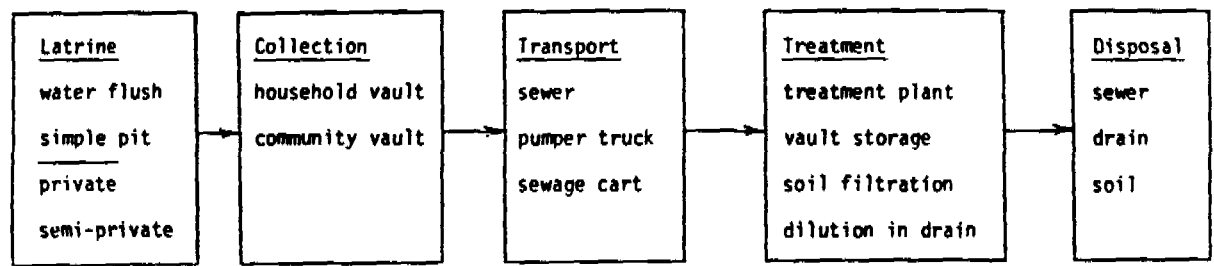 Latrine
water flush
simple pit
private
semi-private
Collection
household vault
community vault
Transport
sewer
pumper truck
sewage cart
Treatment
treatment plant
vault storage
soil filtration
dilution in drain
Disposal
sewer
drain
soil